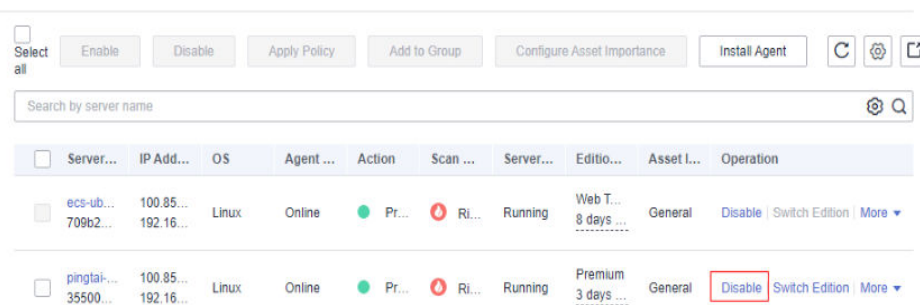 Select all
Enable
Disable
Apply Policy
Add to Group
Configure Asset Importance
Install Agent
Search by server name
Server... IP Add... OS Agent ... Action Scan ... Server... Editio... Asset I... Operation
ecs-ub... 100.85... Linux Online Pr... Ri... Running Web T... General Disable Switch Edition More
709b2... 192.16... 8 days ...
pingtai-... 100.85... Linux Online Pr... Ri... Running Premium General Disable Switch Edition More
35500... 192.16... 3 days ...